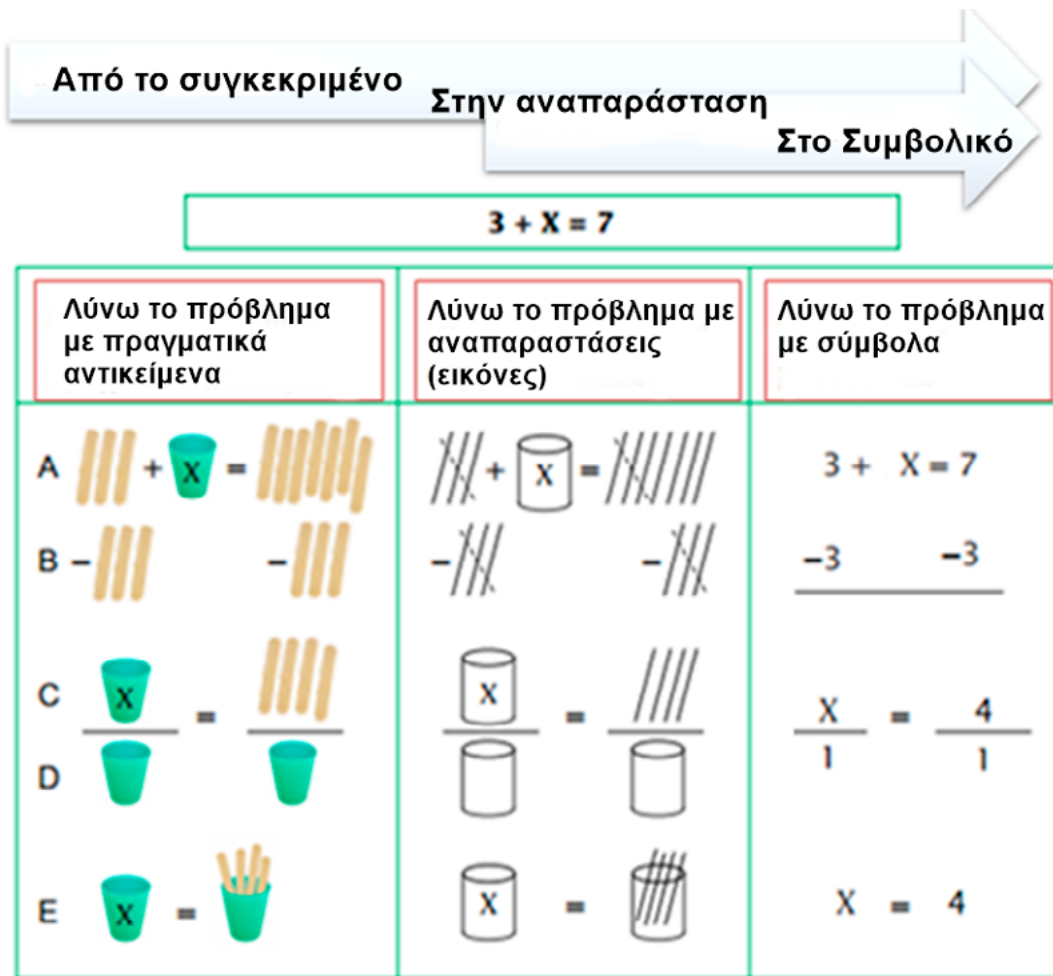 Από το συγκεκριμένο
Στην αναπαράσταση
Στο Συμβολικό
3 + X = 7
Λύνω το πρόβλημα
με πραγματικά
αντικείμενα
Λύνω το πρόβλημα με
αναπαραστάσεις
(εικόνες)
Λύνω το πρόβλημα
με σύμβολα
A + X = + X = 3 + X = 7
B – – – – –3 –3
C X = X = X = 4
D 1 1
E X = X = X = 4